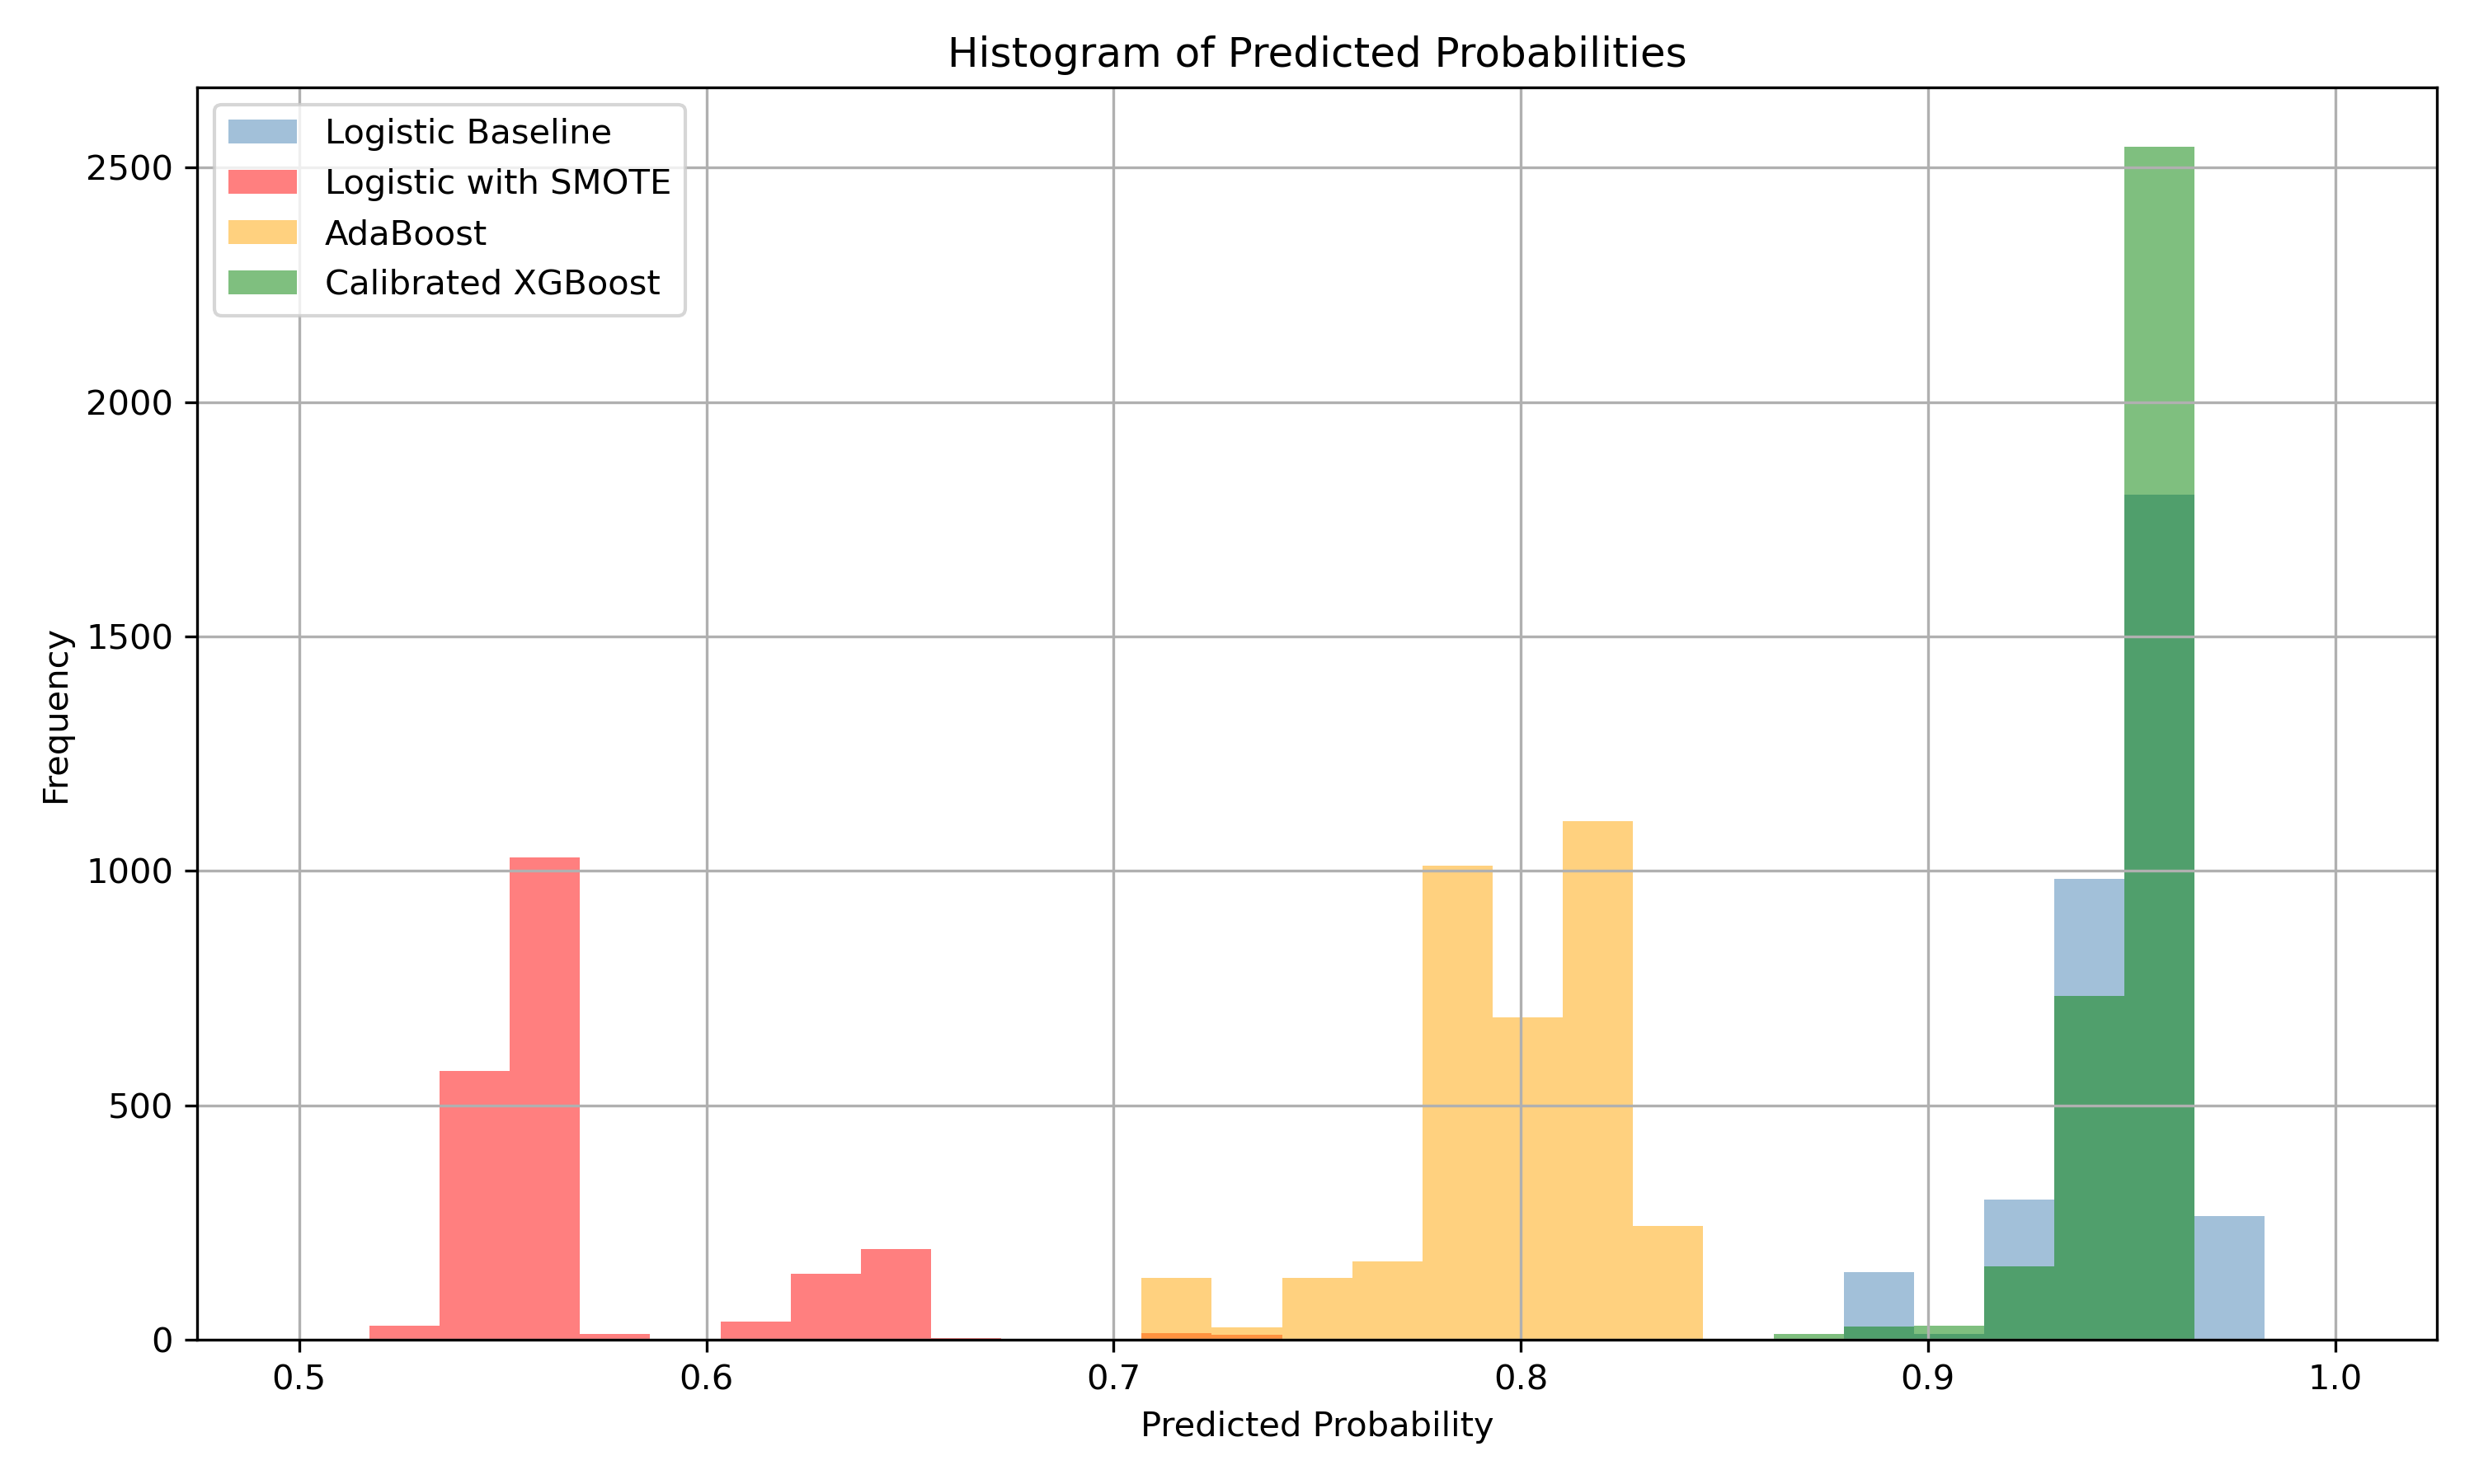 Histogram of Predicted Probabilities
Logistic Baseline
Logistic with SMOTE
AdaBoost
Calibrated XGBoost
Frequency
2500
2000
1500
1000
500
0
0.5 0.6 0.7 0.8 0.9 1.0
Predicted Probability